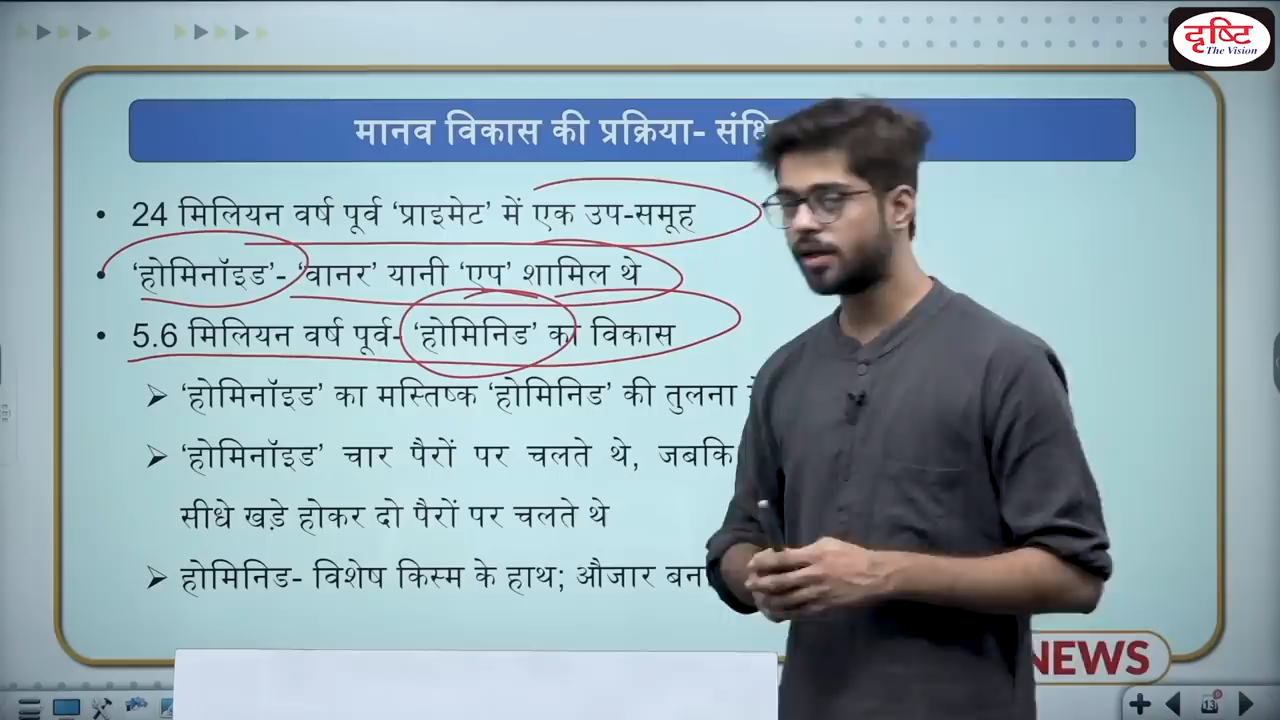 दृष्टि
The Vision
मानव विकास की प्रक्रिया-
• 24 मिलियन वर्ष पूर्व ‘प्राइमेट’ में एक उप-समूह
• ‘होमिनॉइड’- ‘वानर’ यानी ‘एप’ शामिल थे
• 5.6 मिलियन वर्ष पूर्व- ‘होमिनिड’ का विकास
➢ ‘होमिनॉइड’ का मस्तिष्क ‘होमिनिड’ की तुलना
➢ ‘होमिनॉइड’ चार पैरों पर चलते थे, जबकि
सीधे खड़े होकर दो पैरों पर चलते थे
➢ होमिनिड- विशेष किस्म के हाथ; औजार
NEWS
13